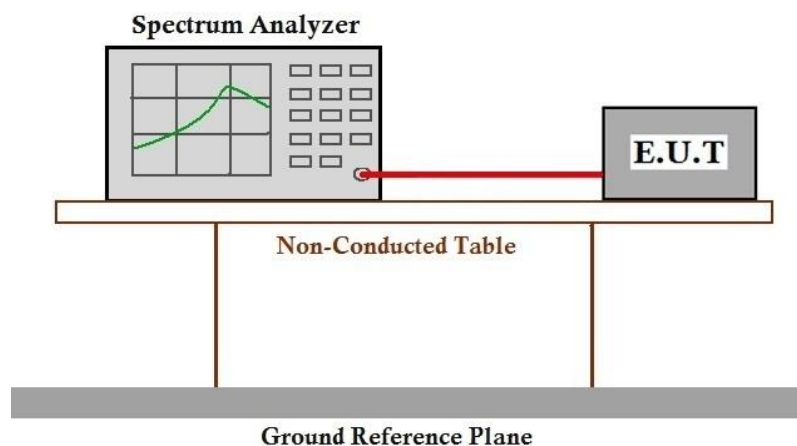 Spectrum Analyzer
E.U.T
Non-Conducted Table
Ground Reference Plane